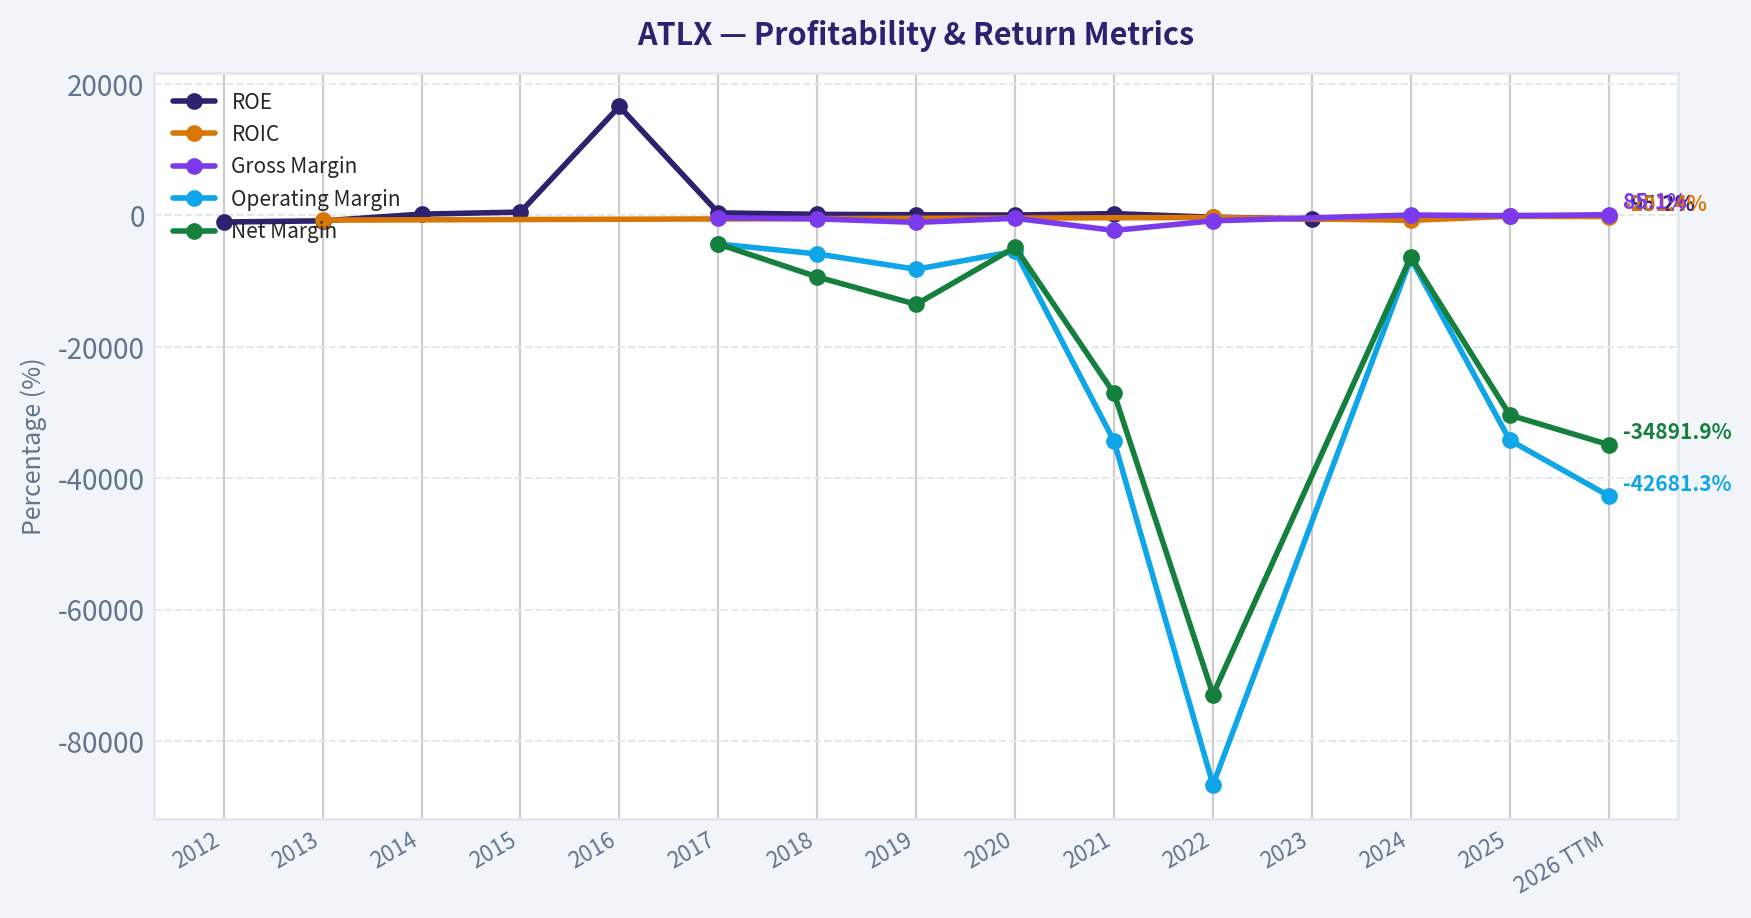 ATLX — Profitability & Return Metrics
20000
0
-20000
-40000
-60000
-80000
Percentage (%)
ROE
ROIC
Gross Margin
Operating Margin
Net Margin
85.1%
-34891.9%
-42681.3%
2012
2013
2014
2015
2016
2017
2018
2019
2020
2021
2022
2023
2024
2025
2026 TTM